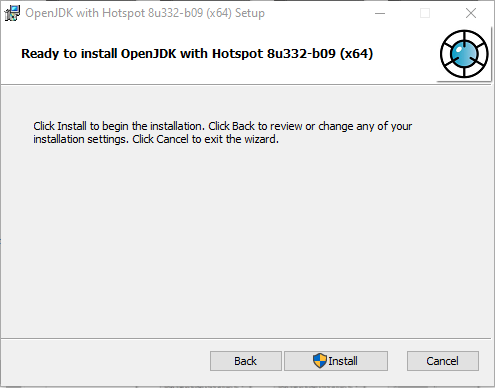 OpenJDK with Hotspot 8u332-b09 (x64) Setup
Ready to install OpenJDK with Hotspot 8u332-b09 (x64)
Click Install to begin the installation. Click Back to review or change any of your
installation settings. Click Cancel to exit the wizard.
Back
Install
Cancel